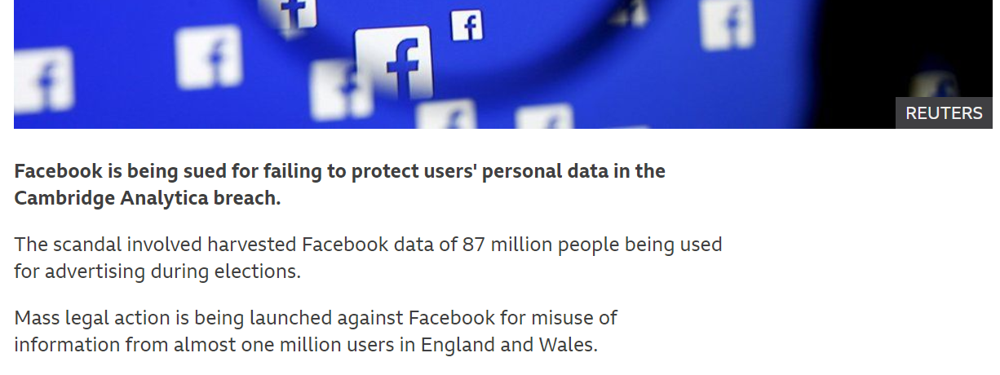 REUTERS
Facebook is being sued for failing to protect users' personal data in the
Cambridge Analytica breach.
The scandal involved harvested Facebook data of 87 million people being used
for advertising during elections.
Mass legal action is being launched against Facebook for misuse of
information from almost one million users in England and Wales.